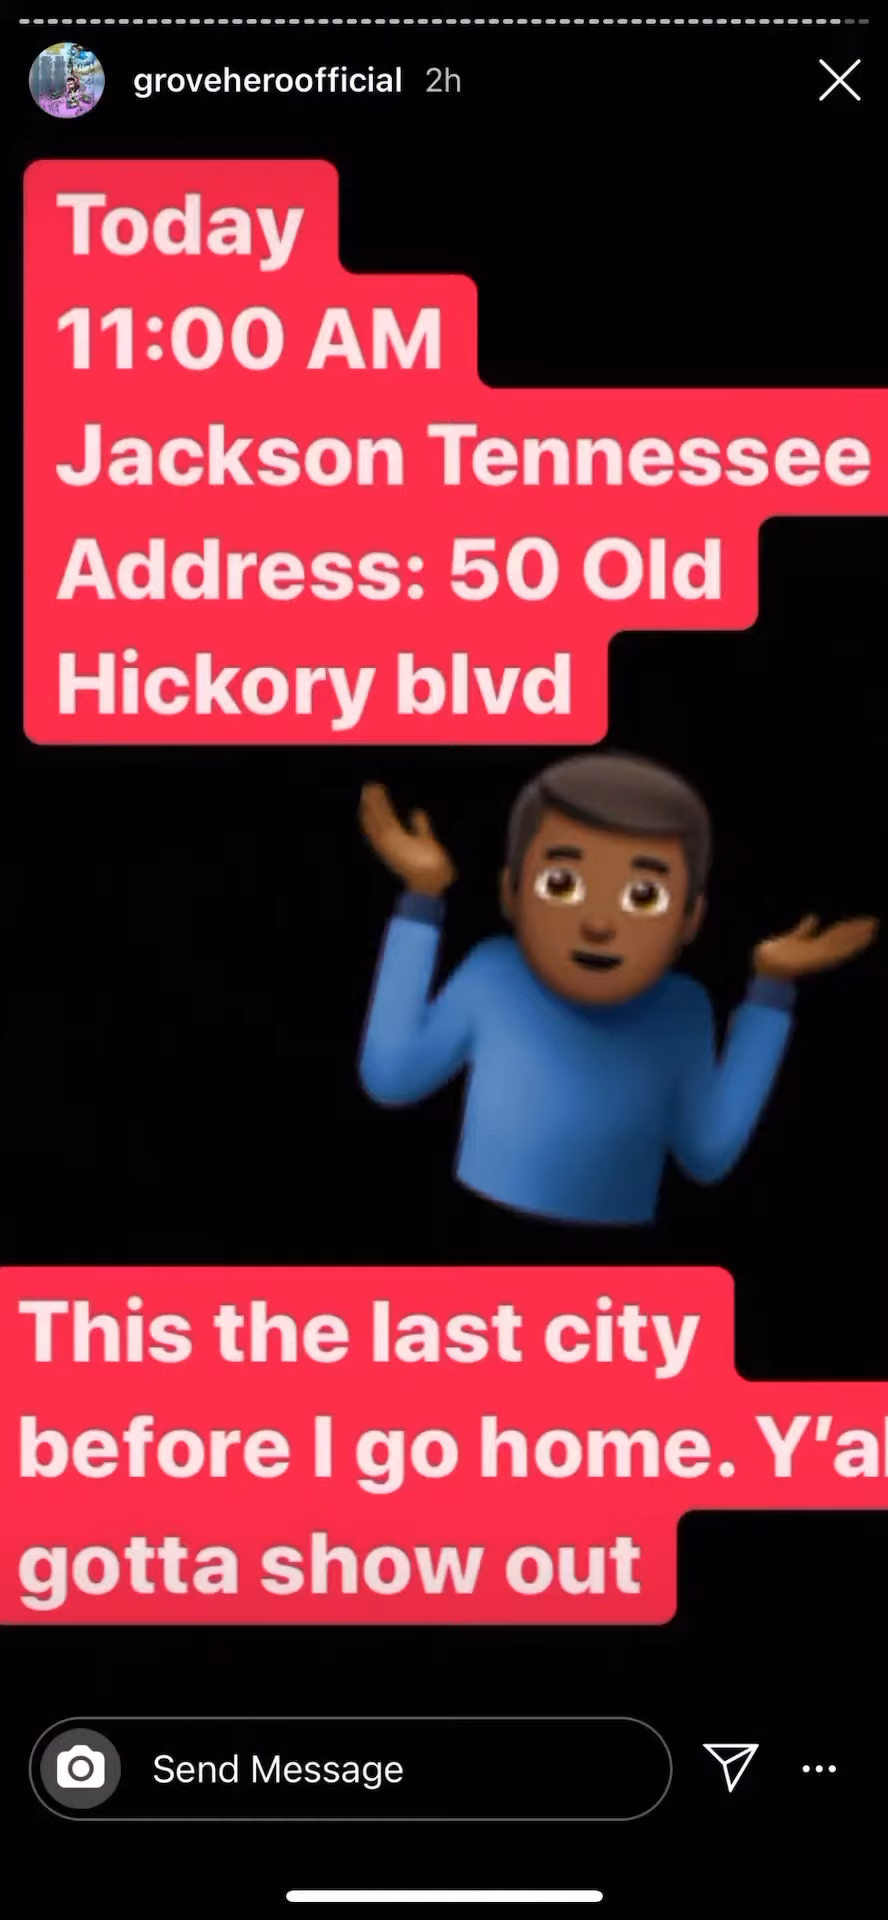 groveheroofficial 2h
Today
11:00 AM
Jackson Tennessee
Address: 50 Old
Hickory blvd
This the last city
before I go home. Y'al
gotta show out
Send Message